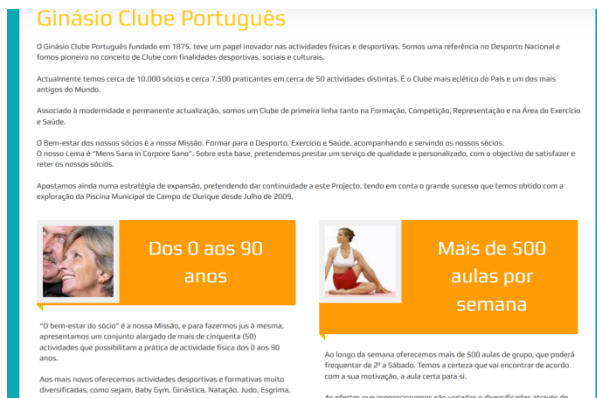 Ginásio Clube Português
O Ginásio Clube Português fundado em 1875, teve um papel inovador nas actividades físicas e desportivas. Somos uma referência no Desporto Nacional e
fomos pioneiro no conceito de Clube com finalidades desportivas, sociais e culturais.
Actualmente temos cerca de 10.000 sócios e cerca 7.500 praticantes em cerca de 50 actividades distintas. É o Clube mais eclético do País e um dos mais
antigos do Mundo.
Associado à modernidade e permanente actualização, somos um Clube de primeira linha tanto na Formação, Competição, Representação e na Área do Exercício
e Saúde.
O Bem-estar dos nossos sócios é a nossa Missão. Formar para o Desporto, Exercício e Saúde, acompanhando e servindo os nossos sócios.
O nosso Lema é "Mens Sana In Corpore Sano". Sobre esta base, pretendemos prestar um serviço de qualidade e personalizado, com o objectivo de satisfazer e
reter os nossos sócios.
Apostamos ainda numa estratégia de expansão, pretendendo dar continuidade a este Projecto, tendo em conta o grande sucesso que temos obtido com a
exploração da Piscina Municipal de Campo de Ourique desde Julho de 2009.
Dos 0 aos 90
anos
"O bem-estar do sócio" é a nossa Missão, e para fazermos jus à mesma,
apresentamos um conjunto alargado de mais de cinquenta (50)
actividades que possibilitam a prática de actividade física dos 0 aos 90
anos.
Aos mais novos oferecemos actividades desportivas e formativas muito
diversificadas, como sejam, Baby Gym, Ginástica, Natação, Judo, Esgrima,
Mais de 500
aulas por
semana
Ao longo da semana oferecemos mais de 500 aulas de grupo, que poderá
frequentar de 2ª a Sábado. Temos a certeza que vai encontrar de acordo
com a sua motivação, a aula certa para si.
As ofertas que proporcionamos são variadas e diversificadas através de